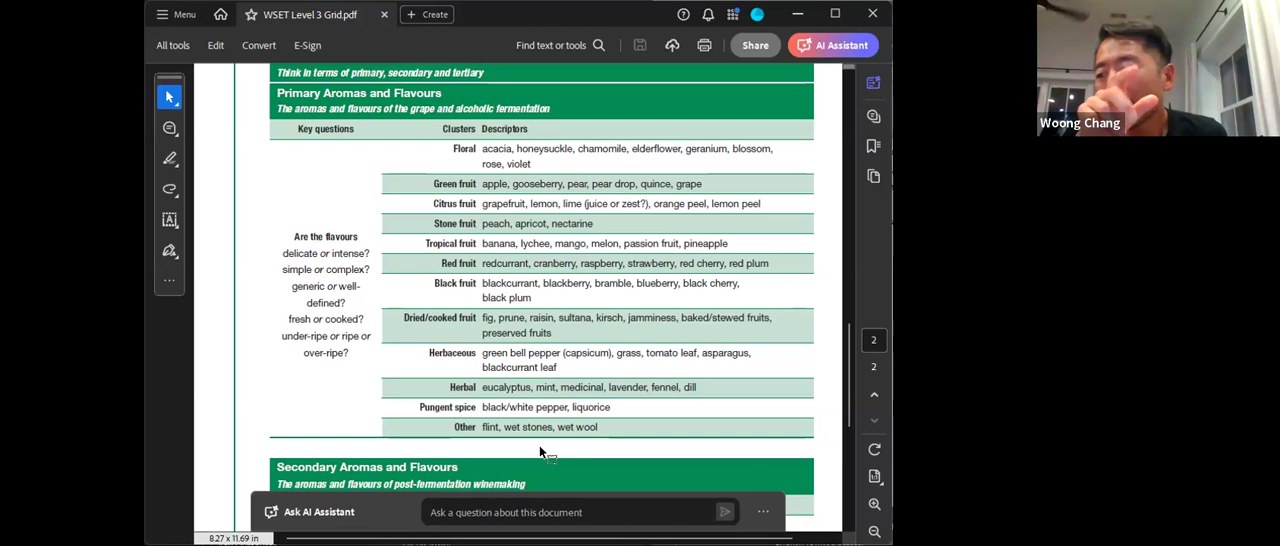 Menu
WSET Level 3 Grid.pdf
Create
All tools
Edit
Convert
E-Sign
Find text or tools
Share
AI Assistant
Woong Chang
Think in terms of primary, secondary and tertiary
Primary Aromas and Flavours
The aromas and flavours of the grape and alcoholic fermentation
Key questions Clusters Descriptors
Floral acacia, honeysuckle, chamomile, elderflower, geranium, blossom,
rose, violet
Green fruit apple, gooseberry, pear, pear drop, quince, grape
Citrus fruit grapefruit, lemon, lime (juice or zest?), orange peel, lemon peel
Stone fruit peach, apricot, nectarine
Are the flavours
delicate or intense?
simple or complex?
generic or well-
defined?
fresh or cooked?
under-ripe or ripe or
over-ripe?
Tropical fruit banana, lychee, mango, melon, passion fruit, pineapple
Red fruit redcurrant, cranberry, raspberry, strawberry, red cherry, red plum
Black fruit blackcurrant, blackberry, bramble, blueberry, black cherry,
black plum
Dried/cooked fruit fig, prune, raisin, sultana, kirsch, jamminess, baked/stewed fruits,
preserved fruits
Herbaceous green bell pepper (capsicum), grass, tomato leaf, asparagus,
blackcurrant leaf
Herbal eucalyptus, mint, medicinal, lavender, fennel, dill
Pungent spice black/white pepper, liquorice
Other flint, wet stones, wet wool
Secondary Aromas and Flavours
The aromas and flavours of post-fermentation winemaking
Ask AI Assistant
Ask a question about this document
2
2
8.27 x 11.69 in